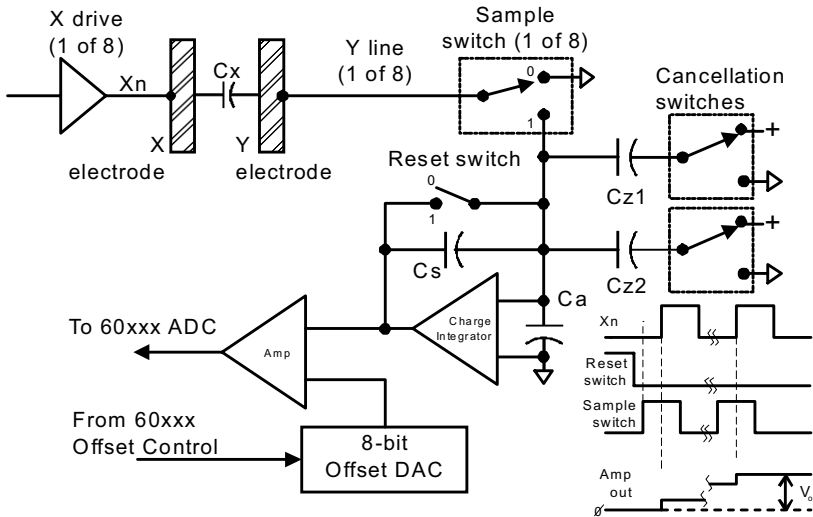 X drive
(1 of 8)
Xn
Cx
X
electrode
Y
electrode
Y line
(1 of 8)
Sample
switch (1 of 8)
0
1
Cancellation
switches
+
Cz1
+
Cz2
Reset switch
0
1
Cs
Ca
Charge
Integrator
Amp
To 60xxx ADC
From 60xxx
Offset Control
8-bit
Offset DAC
Xn
Reset
switch
Sample
switch
Amp
out
ø
Vo